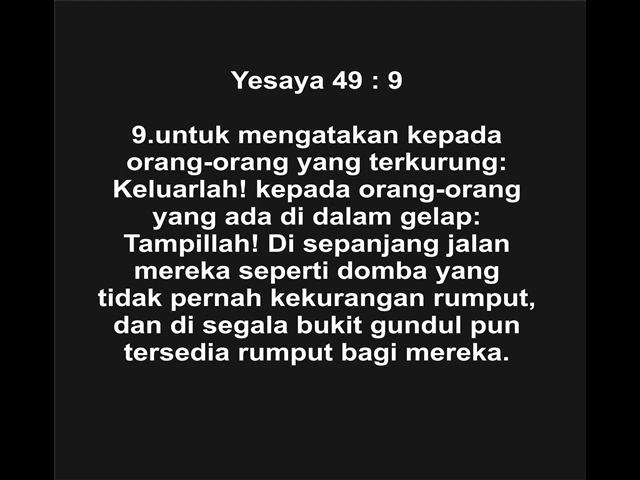 Yesaya 49 : 9
9.untuk mengatakan kepada
orang-orang yang terkurung:
Keluarlah! kepada orang-orang
yang ada di dalam gelap:
Tampillah! Di sepanjang jalan
mereka seperti domba yang
tidak pernah kekurangan rumput,
dan di segala bukit gundul pun
tersedia rumput bagi mereka.